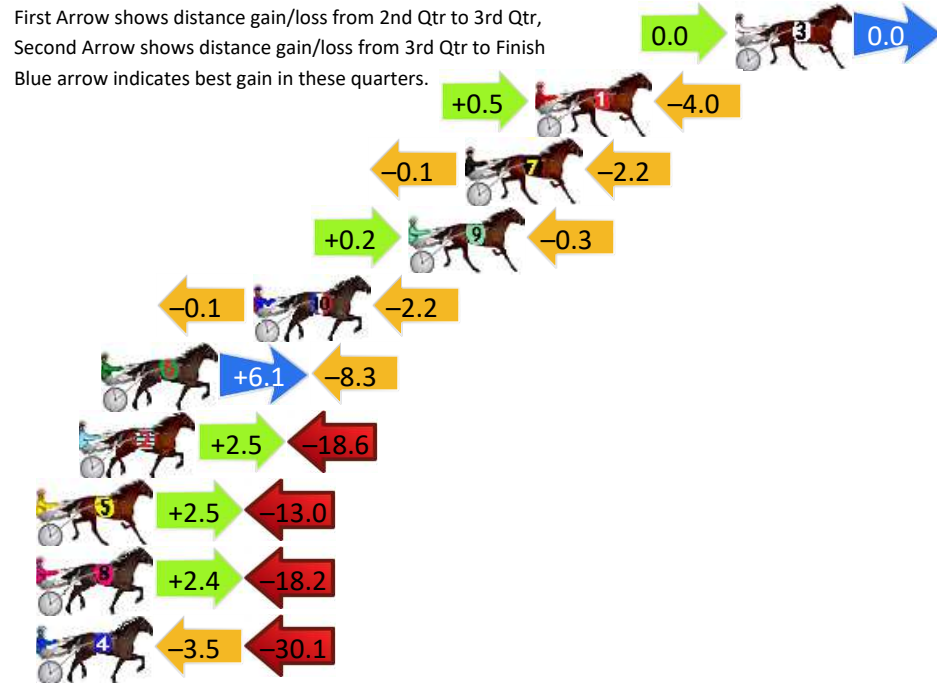 First Arrow shows distance gain/loss from 2nd Qtr to 3rd Qtr,
Second Arrow shows distance gain/loss from 3rd Qtr to Finish
Blue arrow indicates best gain in these quarters.
0.0 3 0.0
+0.5 1 –4.0
–0.1 7 –2.2
+0.2 9 –0.3
–0.1 10 –2.2
6 +6.1 –8.3
2 +2.5 –18.6
5 +2.5 –13.0
8 +2.4 –18.2
4 –3.5 –30.1